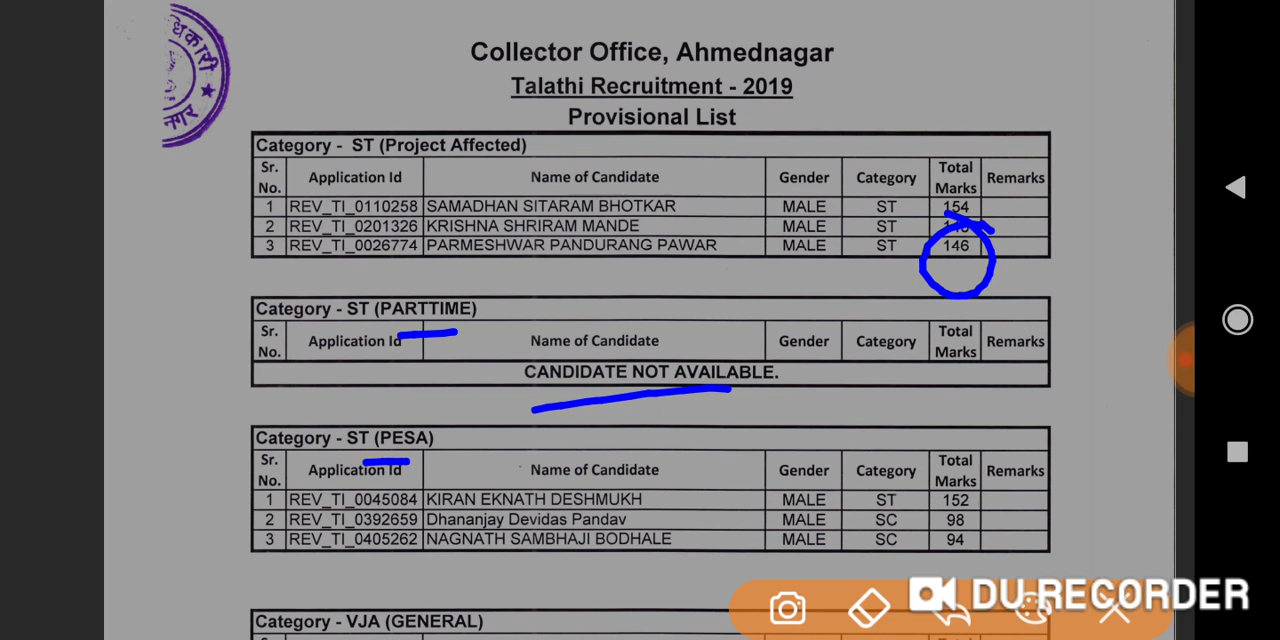 धिकारी
नगर
Collector Office, Ahmednagar
Talathi Recruitment - 2019
Provisional List
Category - ST (Project Affected)
Sr. No. Application Id Name of Candidate Gender Category Total Marks Remarks
1 REV_TI_0110258 SAMADHAN SITARAM BHOTKAR MALE ST 154
2 REV_TI_0201326 KRISHNA SHRIRAM MANDE MALE ST
3 REV_TI_0026774 PARMESHWAR PANDURANG PAWAR MALE ST 146
Category - ST (PARTTIME)
Sr. No. Application Id Name of Candidate Gender Category Total Marks Remarks
CANDIDATE NOT AVAILABLE.
Category - ST (PESA)
Sr. No. Application Id Name of Candidate Gender Category Total Marks Remarks
1 REV_TI_0045084 KIRAN EKNATH DESHMUKH MALE ST 152
2 REV_TI_0392659 Dhananjay Devidas Pandav MALE SC 98
3 REV_TI_0405262 NAGNATH SAMBHAJI BODHALE MALE SC 94
DU RECORDER
Category - VJA (GENERAL)